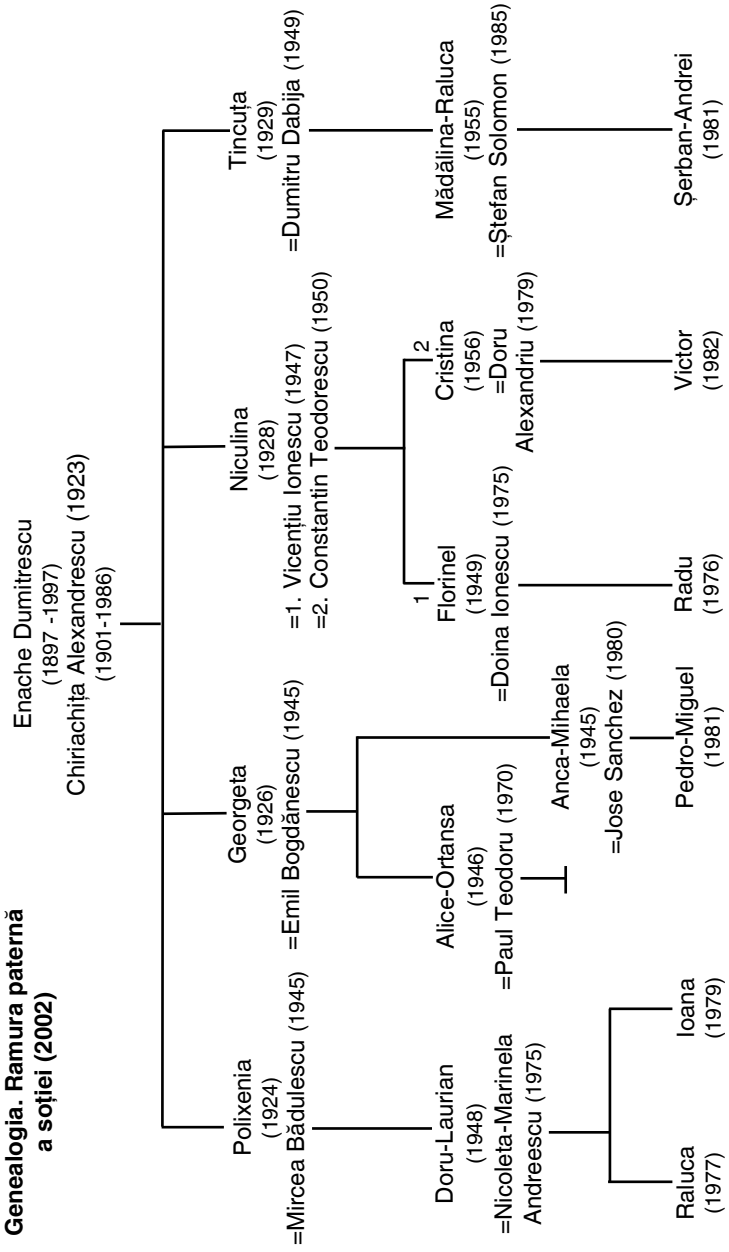 Genealogia. Ramura paternă
a soției (2002)
Enache Dumitrescu
(1897 -1997)
Chiriachița Alexandrescu (1923)
(1901-1986)
Polixenia
(1924)
=Mircea Bădulescu (1945)
Georgeta
(1926)
=Emil Bogdănescu (1945)
Niculina
(1928)
=1. Vicențiu Ionescu (1947)
=2. Constantin Teodorescu (1950)
Tincuța
(1929)
=Dumitru Dabija (1949)
Doru-Laurian
(1948)
=Nicoleta-Marinela
Andreescu (1975)
Alice-Ortansa
(1946)
=Paul Teodoru (1970)
Anca-Mihaela
(1945)
=Jose Sanchez (1980)
1
Florinel
(1949)
=Doina Ionescu (1975)
2
Cristina
(1956)
=Doru
Alexandriu (1979)
Mădălina-Raluca
(1955)
=Ștefan Solomon (1985)
Raluca
(1977)
Ioana
(1979)
Pedro-Miguel
(1981)
Radu
(1976)
Victor
(1982)
Șerban-Andrei
(1981)